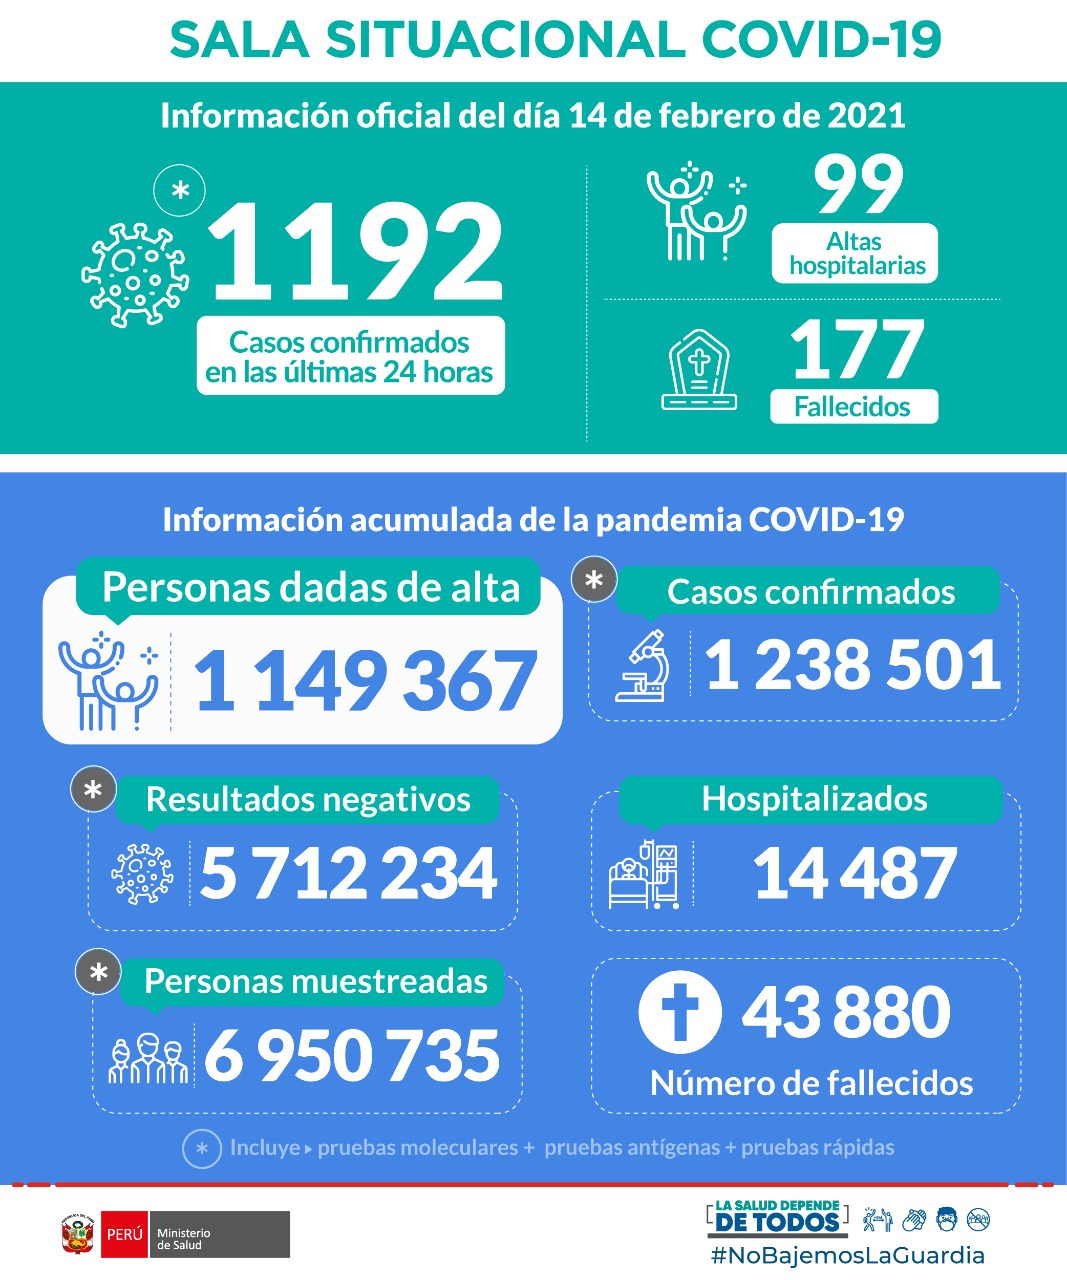 SALA SITUACIONAL COVID-19
Información oficial del día 14 de febrero de 2021
*
1192
Casos confirmados
en las últimas 24 horas
99
Altas
hospitalarias
177
Fallecidos
Información acumulada de la pandemia COVID-19
Personas dadas de alta
1 149 367
*
Casos confirmados
1 238 501
*
Resultados negativos
5 712 234
Hospitalizados
14 487
*
Personas muestreadas
6 950 735
43 880
Número de fallecidos
* Incluye ▸ pruebas moleculares + pruebas antígenas + pruebas rápidas
PERÚ
Ministerio
de Salud
LA SALUD DEPENDE
DE TODOS
#NoBajemosLaGuardia